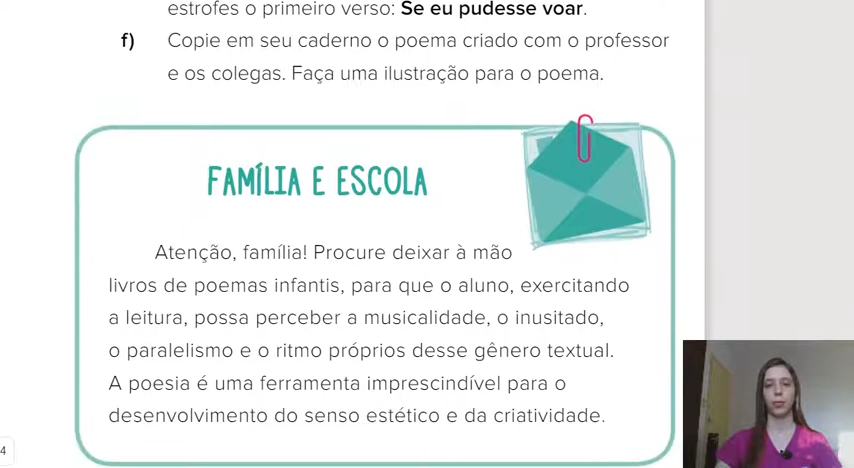 estrofes o primeiro verso: Se eu pudesse voar.
f) Copie em seu caderno o poema criado com o professor
e os colegas. Faça uma ilustração para o poema.
FAMÍLIA E ESCOLA
Atenção, família! Procure deixar à mão
livros de poemas infantis, para que o aluno, exercitando
a leitura, possa perceber a musicalidade, o inusitado,
o paralelismo e o ritmo próprios desse gênero textual.
A poesia é uma ferramenta imprescindível para o
desenvolvimento do senso estético e da criatividade.
4